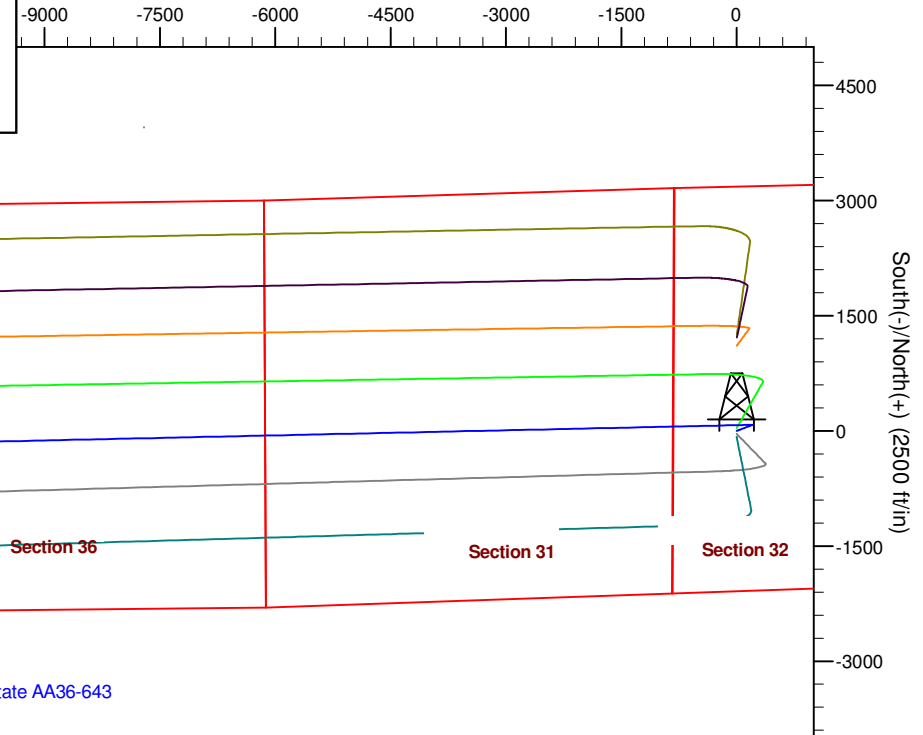 -9000 -7500 -6000 -4500 -3000 -1500 0
4500
3000
1500
0
-1500
-3000
South(-)/North(+) (2500 ft/in)
Section 36
Section 31
Section 32
AA36-643